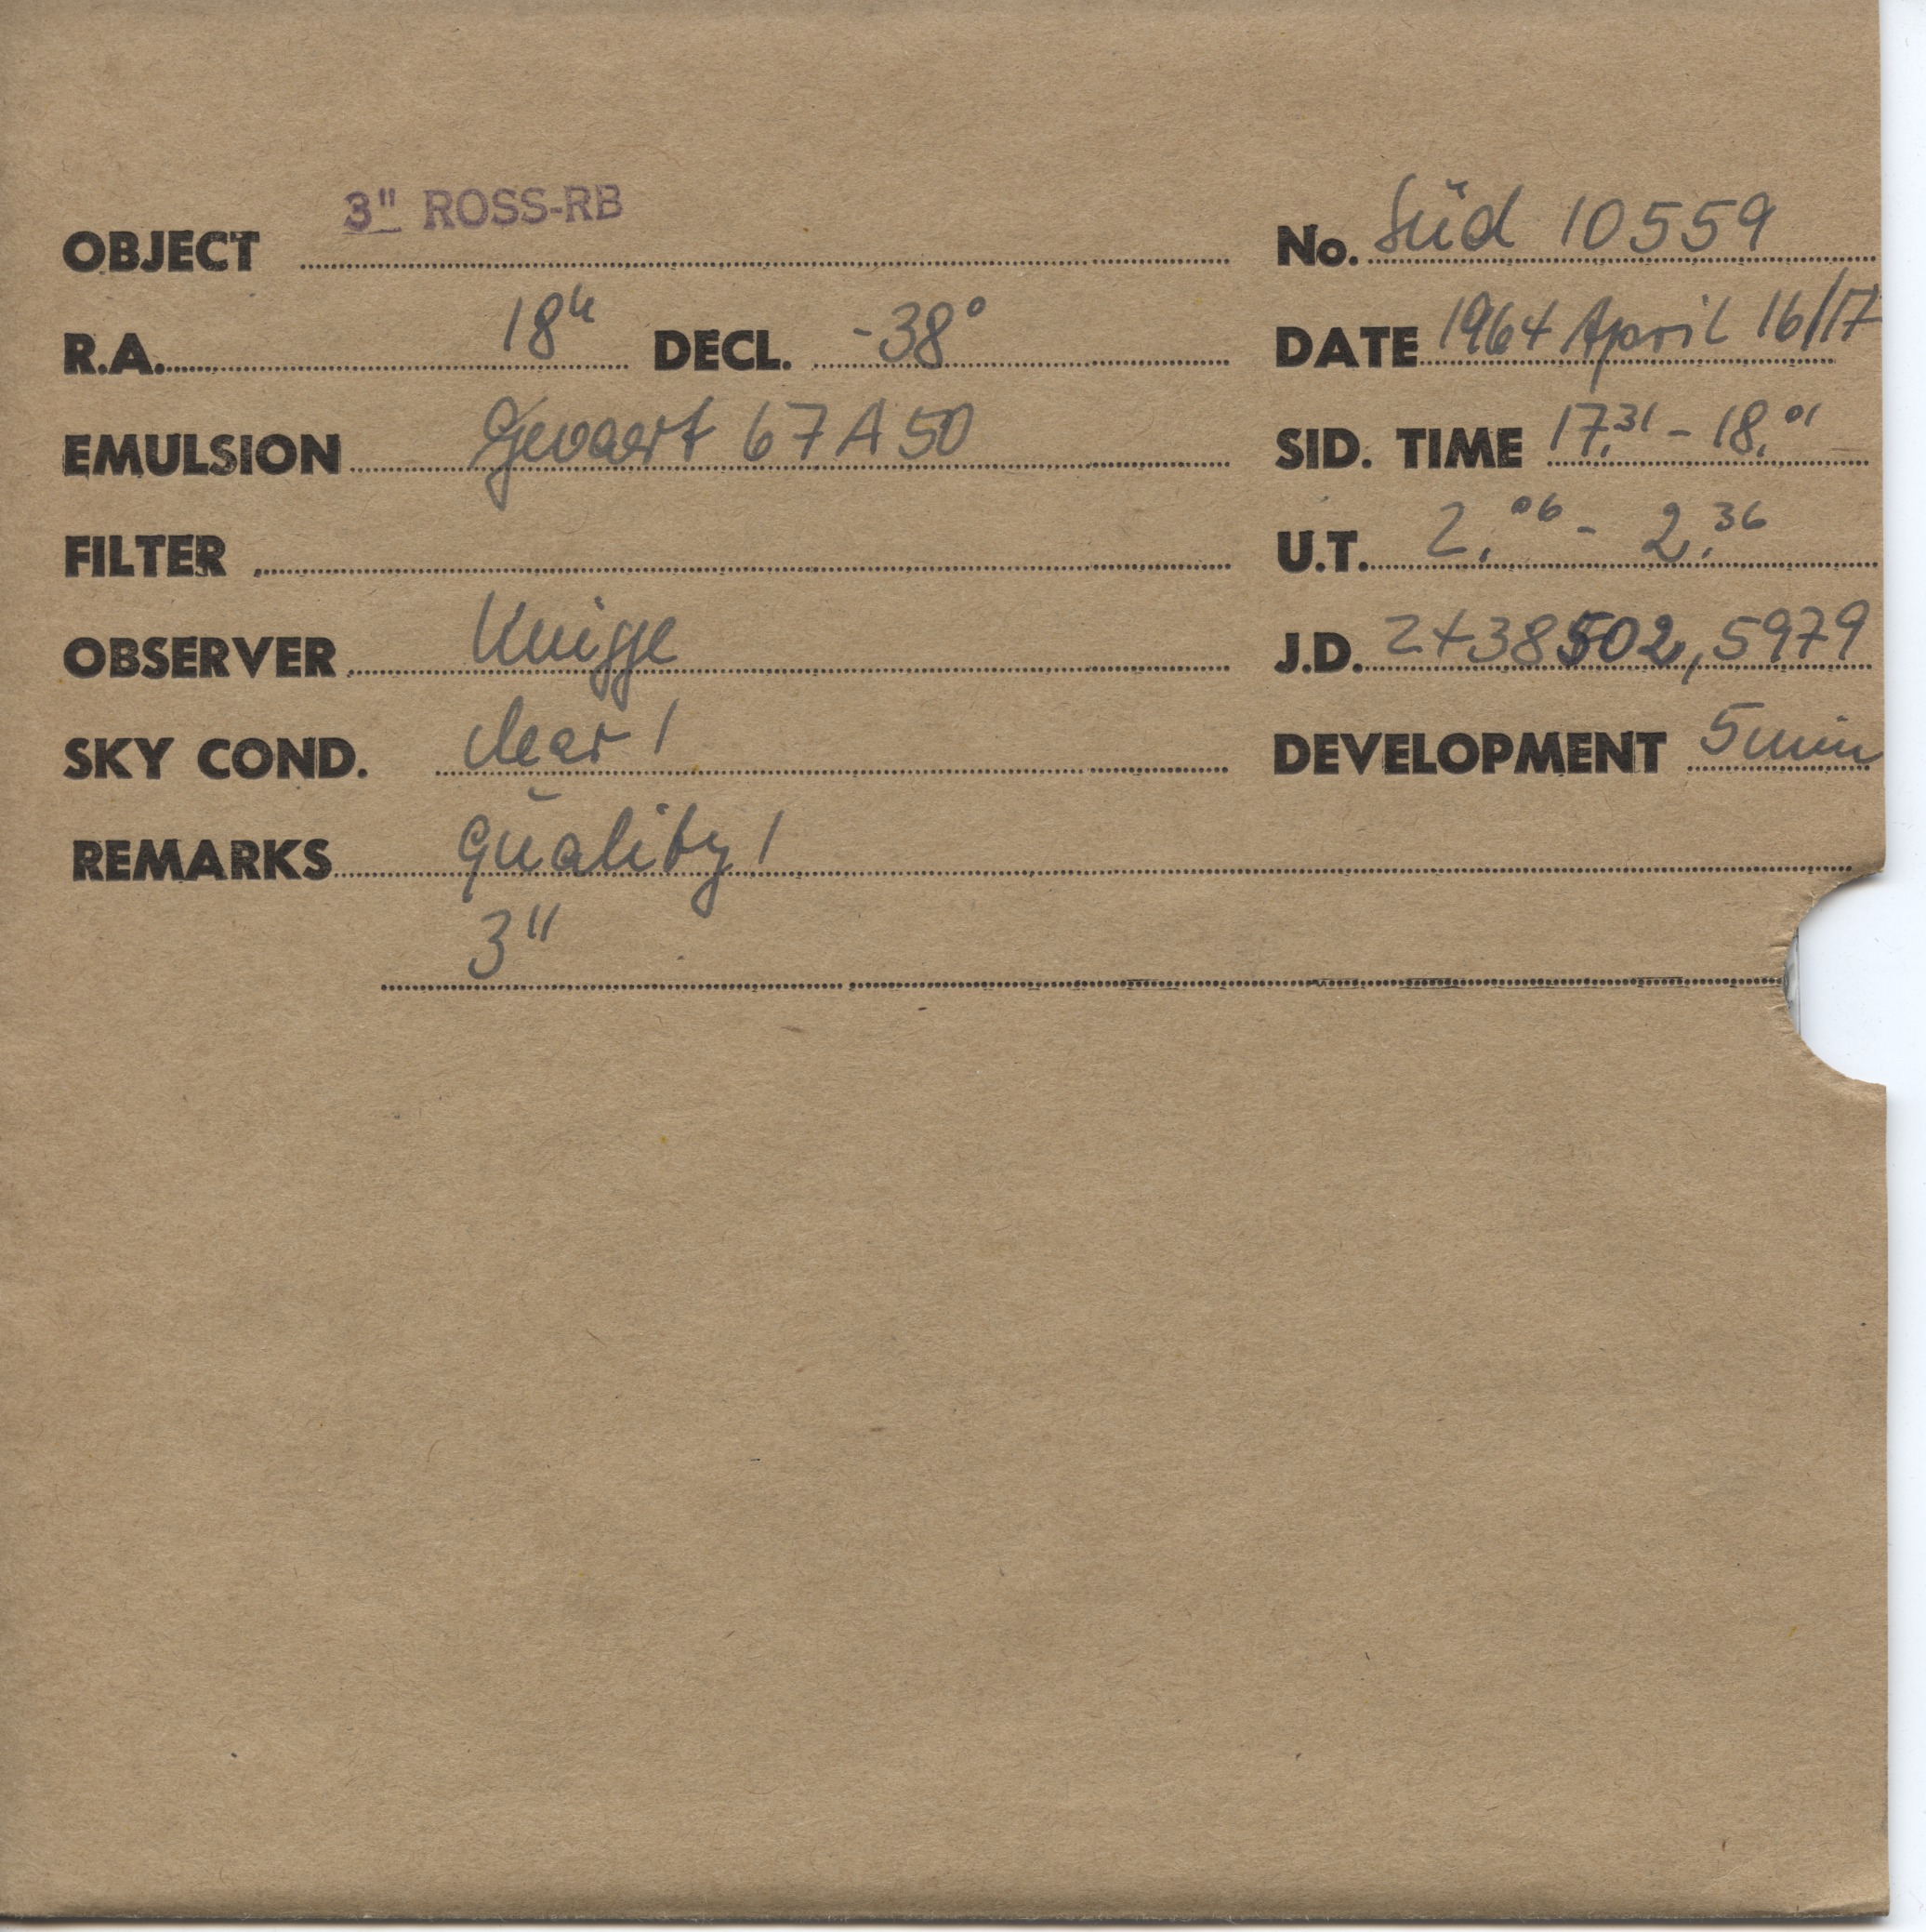 3" ROSS-RB
OBJECT No. Süd 10559
R.A. 18h DECL. -38° DATE 1964 April 16/17
EMULSION Gevaert 67A50 SID. TIME 17.31 - 18.01
FILTER U.T. 2.06 - 2.36
OBSERVER Knigge J.D. 2438502,5979
SKY COND. clear! DEVELOPMENT 5min
REMARKS quality!
3"